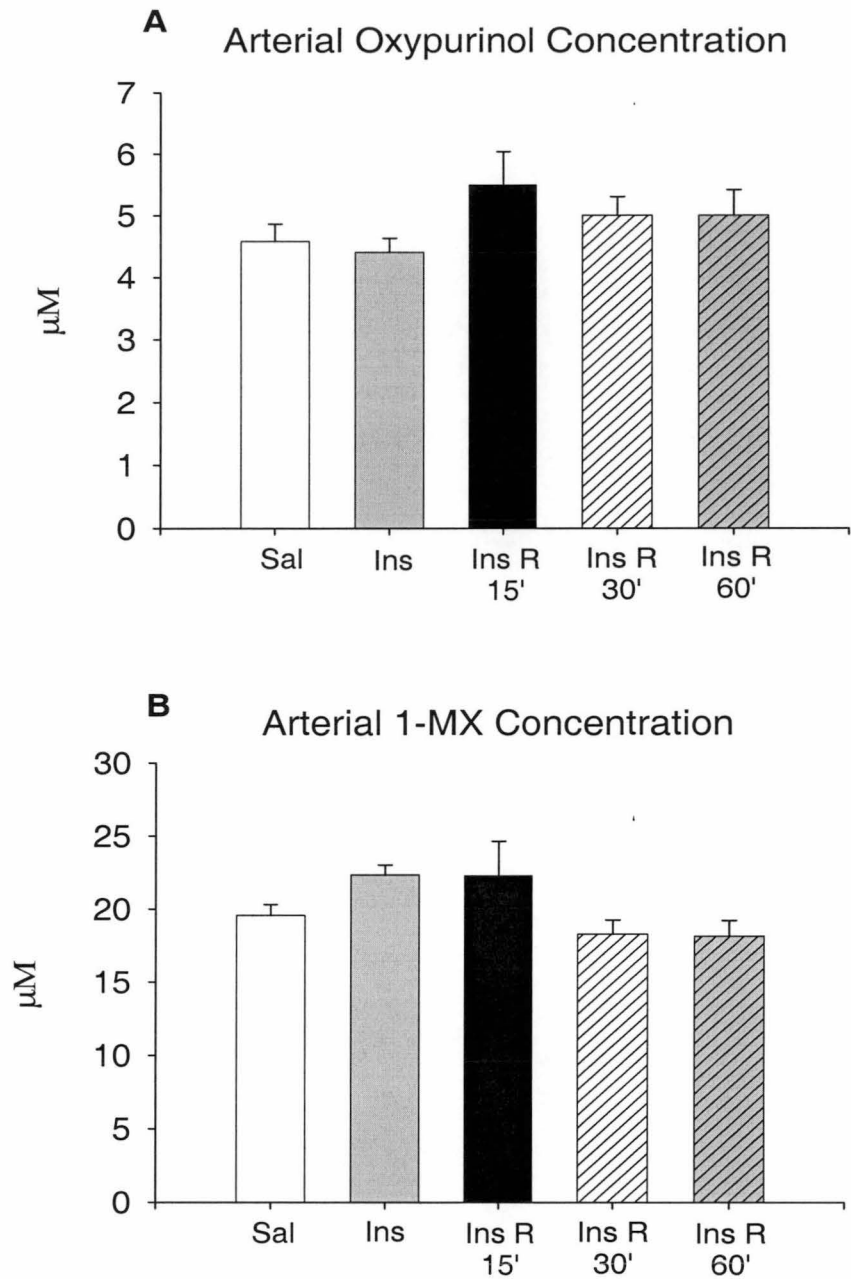 A
Arterial Oxypurinol Concentration
7
6
5
4
3
2
1
0
µM
Sal Ins Ins R Ins R Ins R
15' 30' 60'
B
Arterial 1-MX Concentration
30
25
20
15
10
5
0
µM
Sal Ins Ins R Ins R Ins R
15' 30' 60'